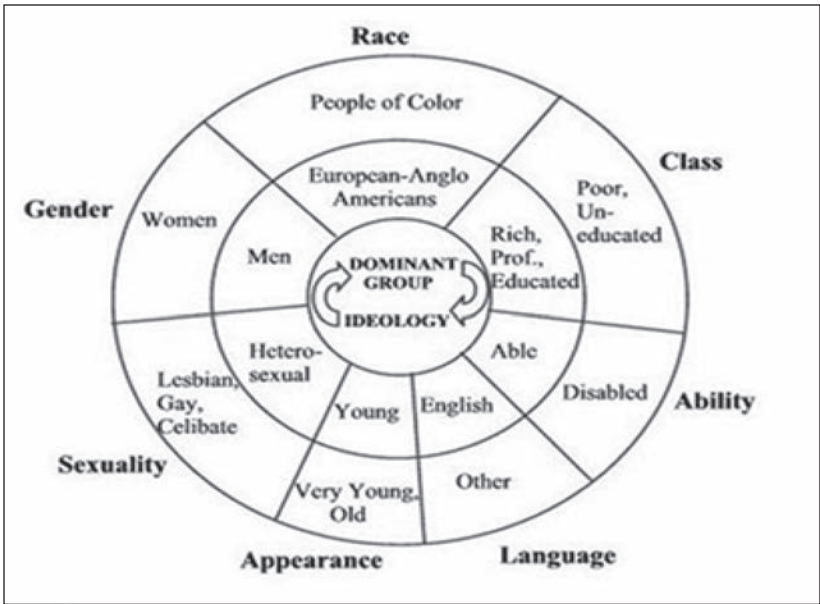 Race
People of Color
European-Anglo
Americans
Class
Poor,
Un-
educated
Rich,
Prof.,
Educated
Gender
Women
Men
DOMINANT
GROUP
IDEOLOGY
Able
Disabled
Ability
Hetero-
sexual
Lesbian,
Gay,
Celibate
Sexuality
Young
Very Young,
Old
Appearance
English
Other
Language